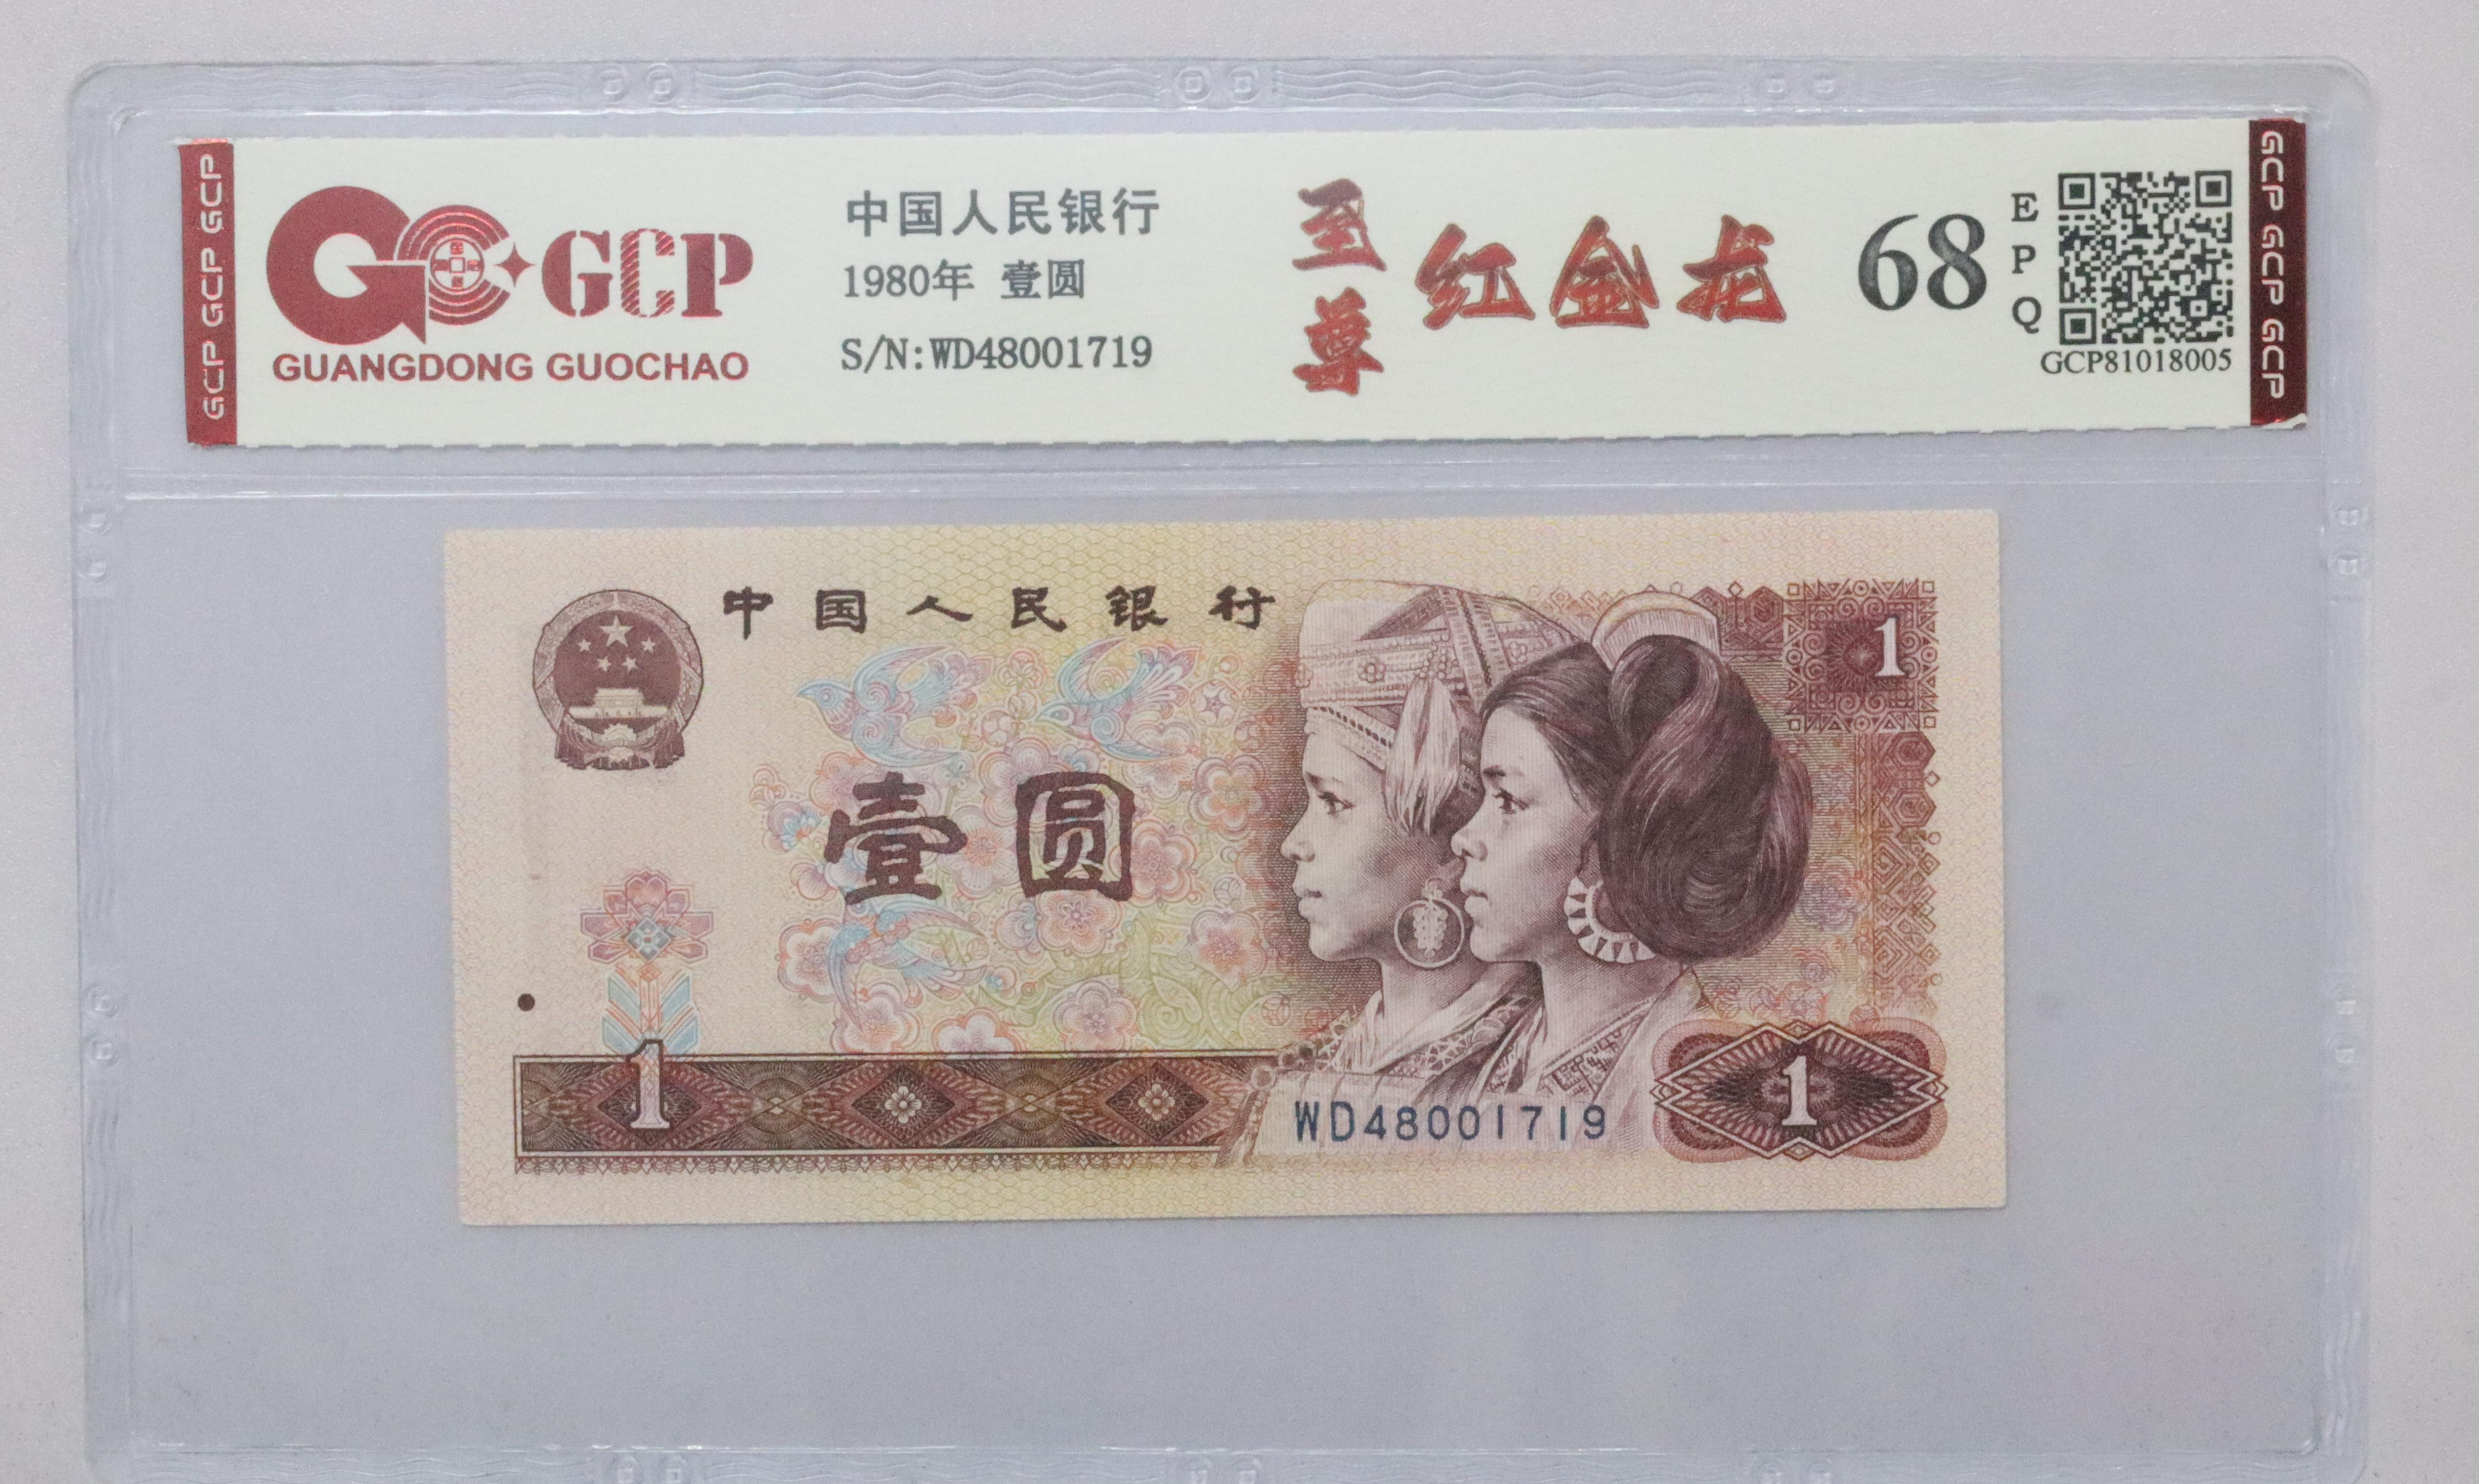 GCP GCP GCP
GCP
GUANGDONG GUOCHAO
中国人民银行
1980年 壹圆
S/N:WD48001719
至尊
红金龙
68
EPQ
GCP81018005
GCP GCP GCP
中国人民银行
1
壹圆
1
1
WD48001719